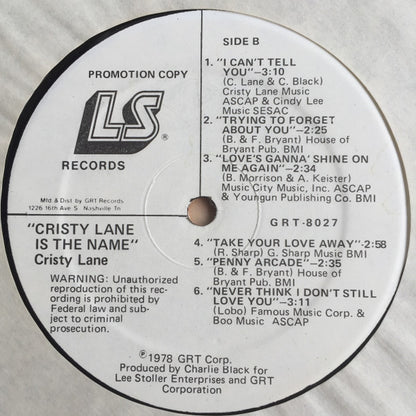 PROMOTION COPY
LS®
RECORDS
Mfd & Dist by GRT Records
1226 16th Ave S Nashville Tn
"CRISTY LANE
IS THE NAME"
Cristy Lane
WARNING: Unauthorized
reproduction of this rec-
ording is prohibited by
Federal law and sub-
ject to criminal
prosecution.
SIDE B
1. "I CAN'T TELL
YOU"—3:10
(C. Lane & C. Black)
Cristy Lane Music
ASCAP & Cindy Lee
Music SESAC
2. "TRYING TO FORGET
ABOUT YOU"—2:25
(B. & F. Bryant) House of
Bryant Pub. BMI
3. "LOVE'S GANNA' SHINE ON
ME AGAIN"—2:34
(B. Morrison & A. Keister)
Music City Music, Inc. ASCAP
& Youngun Publishing Co. BMI
GRT-8027
4. "TAKE YOUR LOVE AWAY"-2:58
(R. Sharp) G. Sharp Music BMI
5. "PENNY ARCADE"—2:35
(B. & F. Bryant) House of
Bryant Pub. BMI
6. "NEVER THINK I DON'T STILL
LOVE YOU"—3:11
(Lobo) Famous Music Corp. &
Boo Music ASCAP
℗1978 GRT Corp.
Produced by Charlie Black for
Lee Stoller Enterprises and GRT
Corporation